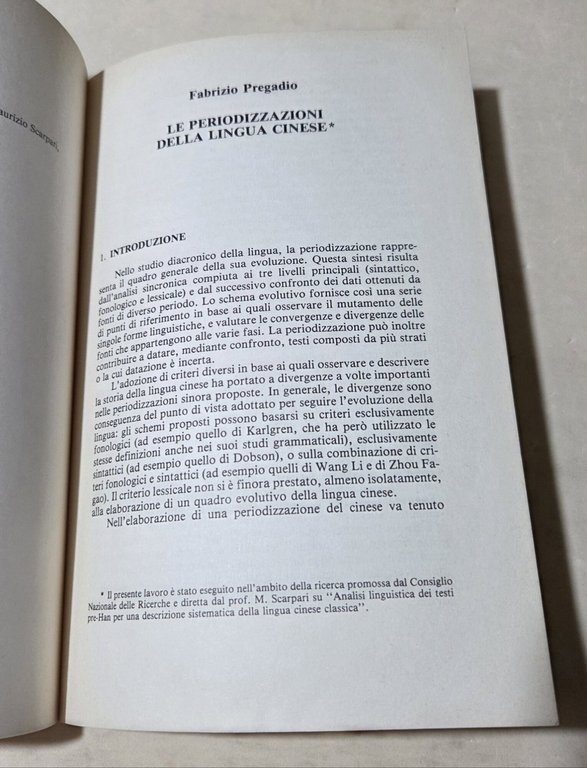 aurizio Scarpari,
Fabrizio Pregadio
LE PERIODIZZAZIONI
DELLA LINGUA CINESE*
1. INTRODUZIONE
Nello studio diacronico della lingua, la periodizzazione rappre-
senta il quadro generale della sua evoluzione. Questa sintesi risulta
dall'analisi sincronica compiuta ai tre livelli principali (sintattico,
fonologico e lessicale) e dal successivo confronto dei dati ottenuti da
fonti di diverso periodo. Lo schema evolutivo fornisce così una serie
di punti di riferimento in base ai quali osservare il mutamento delle
singole forme linguistiche, e valutare le convergenze e divergenze delle
fonti che appartengono alle varie fasi. La periodizzazione può inoltre
contribuire a datare, mediante confronto, testi composti da più strati
o la cui datazione è incerta.
L'adozione di criteri diversi in base ai quali osservare e descrivere
la storia della lingua cinese ha portato a divergenze a volte importanti
nelle periodizzazioni sinora proposte. In generale, le divergenze sono
conseguenza del punto di vista adottato per seguire l'evoluzione della
lingua: gli schemi proposti possono basarsi su criteri esclusivamente
fonologici (ad esempio quello di Karlgren, che ha però utilizzato le
stesse definizioni anche nei suoi studi grammaticali), esclusivamente
sintattici (ad esempio quello di Dobson), o sulla combinazione di cri-
teri fonologici e sintattici (ad esempio quelli di Wang Li e di Zhou Fa-
gao). Il criterio lessicale non si è finora prestato, almeno isolatamente,
alla elaborazione di un quadro evolutivo della lingua cinese.
Nell'elaborazione di una periodizzazione del cinese va tenuto
* Il presente lavoro è stato eseguito nell'ambito della ricerca promossa dal Consiglio
Nazionale delle Ricerche e diretta dal prof. M. Scarpari su "Analisi linguistica dei testi
pre-Han per una descrizione sistematica della lingua cinese classica".